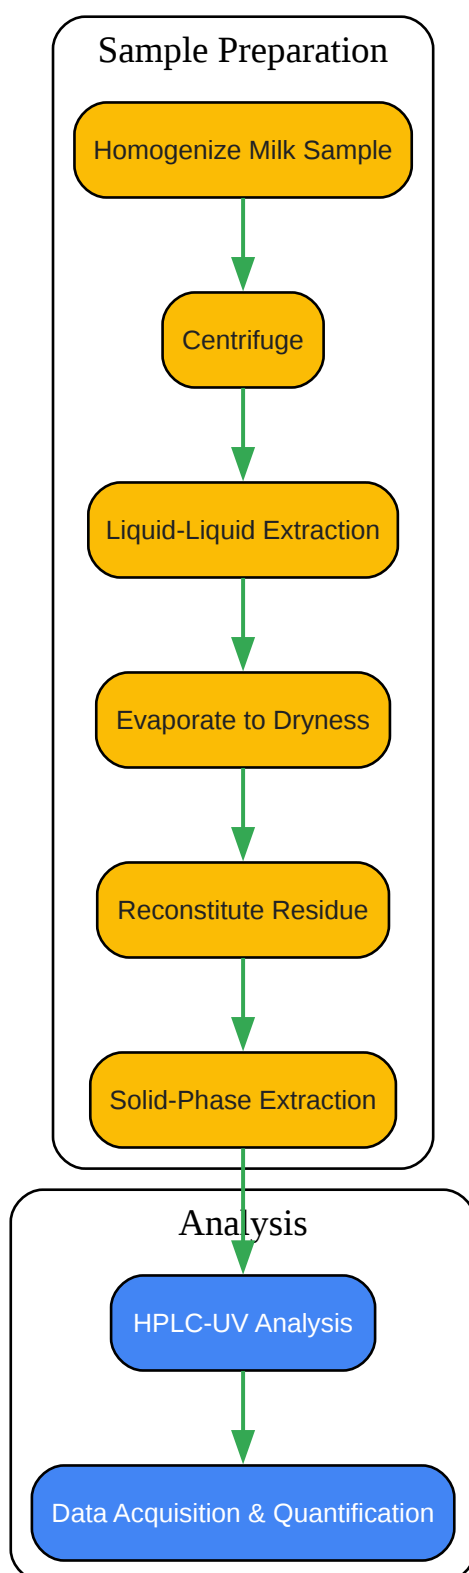 Sample Preparation
Homogenize Milk Sample
Centrifuge
Liquid-Liquid Extraction
Evaporate to Dryness
Reconstitute Residue
Solid-Phase Extraction
Analysis
HPLC-UV Analysis
Data Acquisition & Quantification